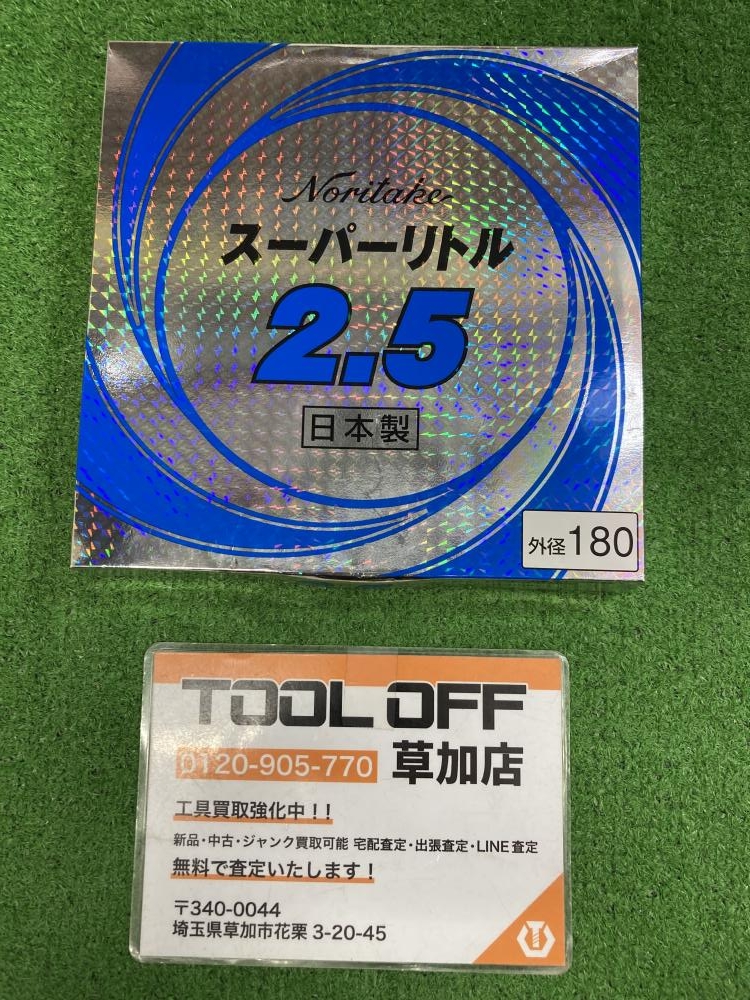 Noritake
スーパーリトル
2.5
日本製
外径180
TOOL OFF
0120-905-770 草加店
工具買取強化中!!
新品・中古・ジャンク買取可能 宅配査定・出張査定・LINE査定
無料で査定いたします!
〒340-0044
埼玉県草加市花栗 3-20-45